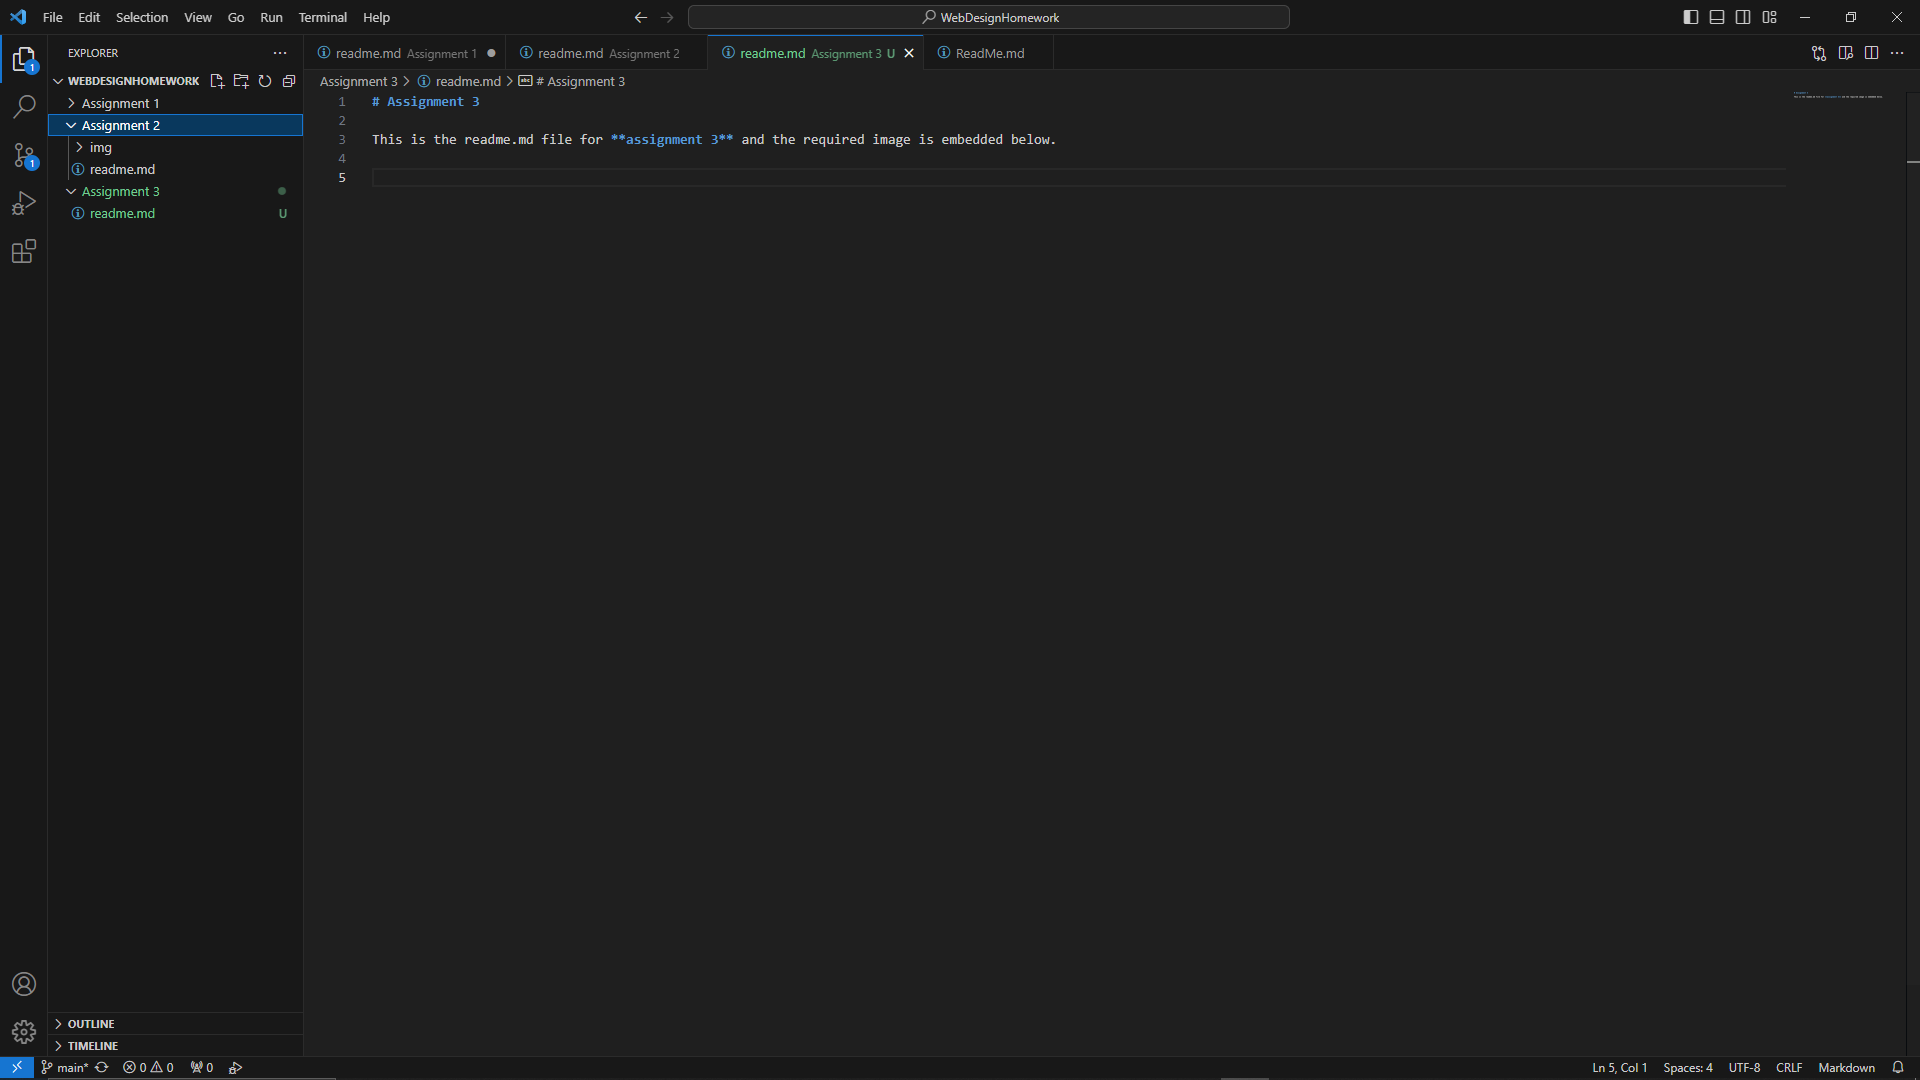 File Edit Selection View Go Run Terminal Help
WebDesignHomework
EXPLORER
readme.md Assignment 1
readme.md Assignment 2
readme.md Assignment 3 U
ReadMe.md
WEBDESIGNHOMEWORK
Assignment 1
Assignment 2
img
readme.md
Assignment 3
readme.md U
1
1
Assignment 3 readme.md # Assignment 3
1 # Assignment 3
2
3 This is the readme.md file for **assignment 3** and the required image is embedded below.
4
5
OUTLINE
TIMELINE
main* 0 0 0
Ln 5, Col 1 Spaces: 4 UTF-8 CRLF Markdown